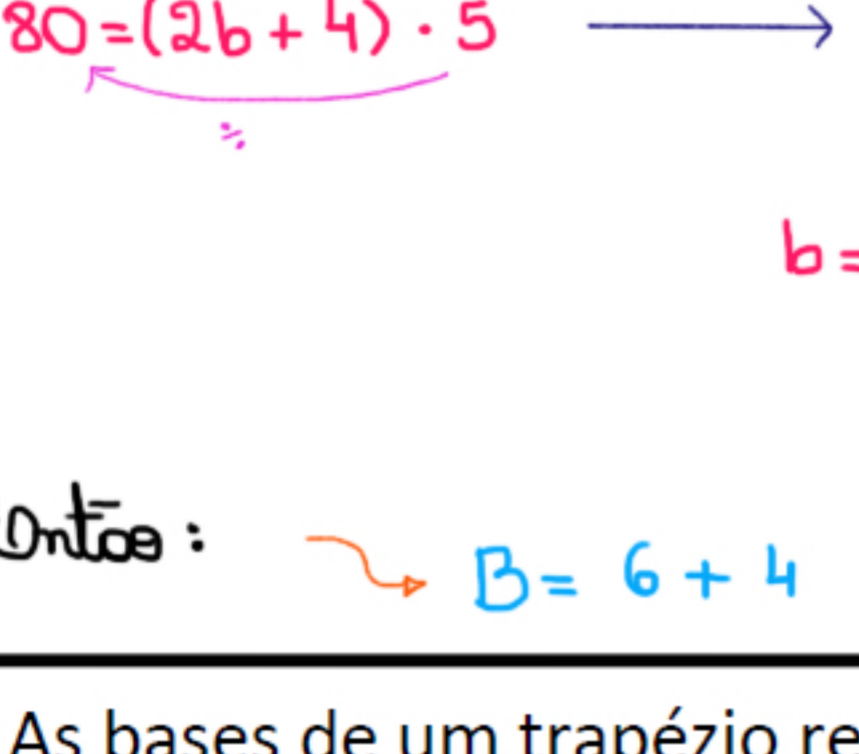 80=(2b + 4) · 5
÷
b=
Então:
B= 6 + 4
As bases de um trapézio re